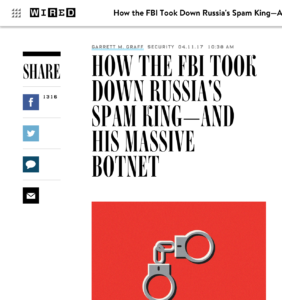 WIRED
How the FBI Took Down Russia's Spam King—A
GARRETT M. GRAFF SECURITY 04.11.17 10:30 AM
SHARE
1316
HOW THE FBI TOOK
DOWN RUSSIA'S
SPAM KING—AND
HIS MASSIVE
BOTNET